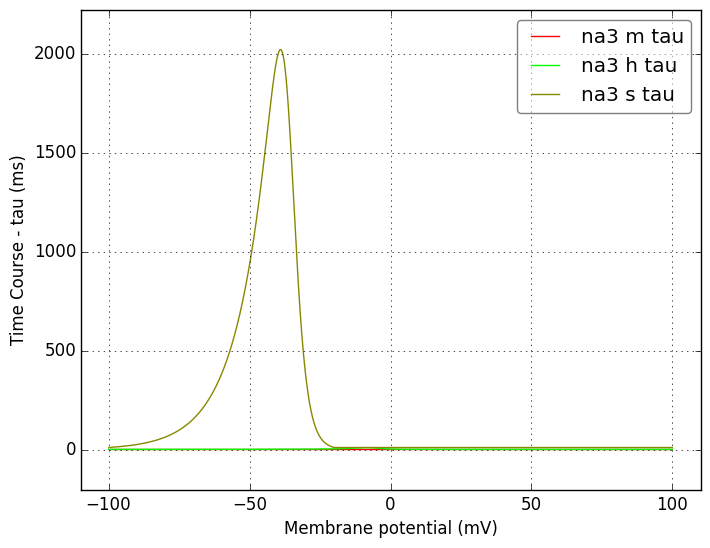 na3 m tau
na3 h tau
na3 s tau
Time Course - tau (ms)
2000
1500
1000
500
0
−100 −50 0 50 100
Membrane potential (mV)